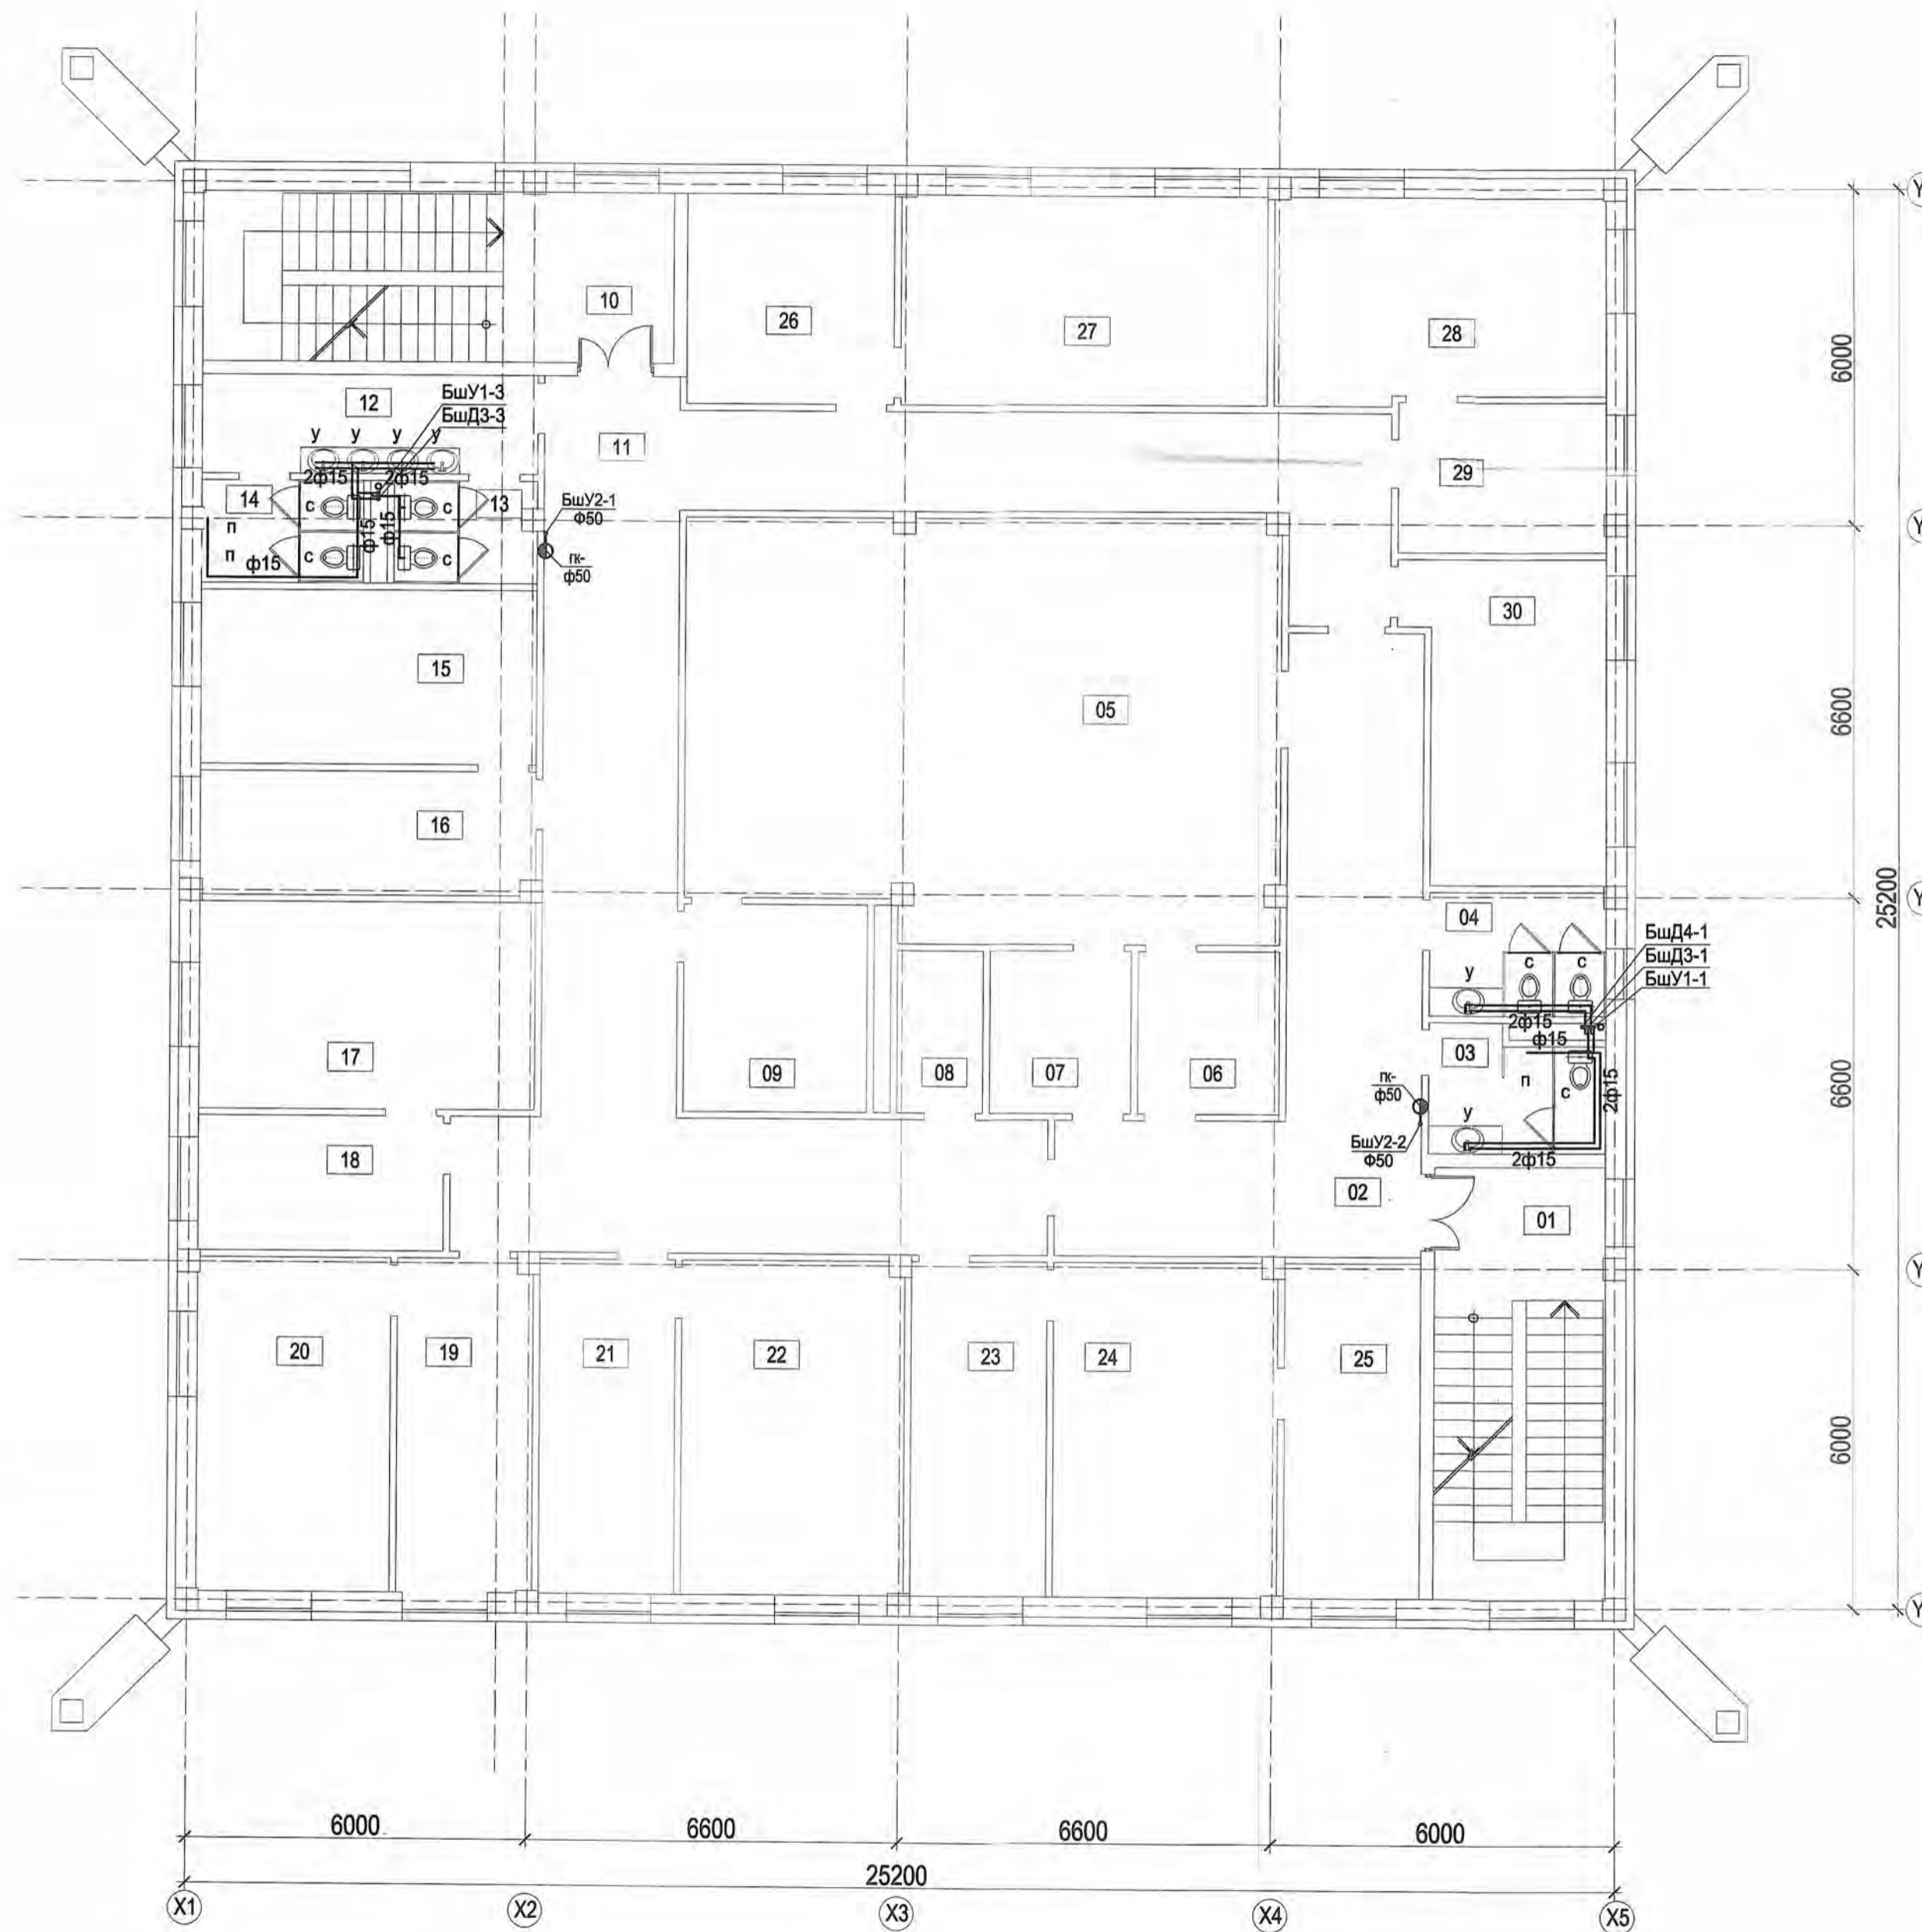 10
26
27
28
12
БшУ1-3
БшД3-3
11
у у у у
2ф15 2ф15
14
с с
13
29
БшУ2-1
Ф50
п
п
ф15
с
ф15
ф15
с
гк-
ф50
30
15
05
16
04
БшД4-1
БшД3-1
БшУ1-1
с с
у
2ф15
ф15
17
09
08
07
06
03
п
с
2ф15
гк-
ф50
у
БшУ2-2
Ф50
2ф15
18
02
01
20
19
21
22
23
24
25
6000
6600
6600
6000
25200
6000
6600
6600
6000
25200
X1
X2
X3
X4
X5